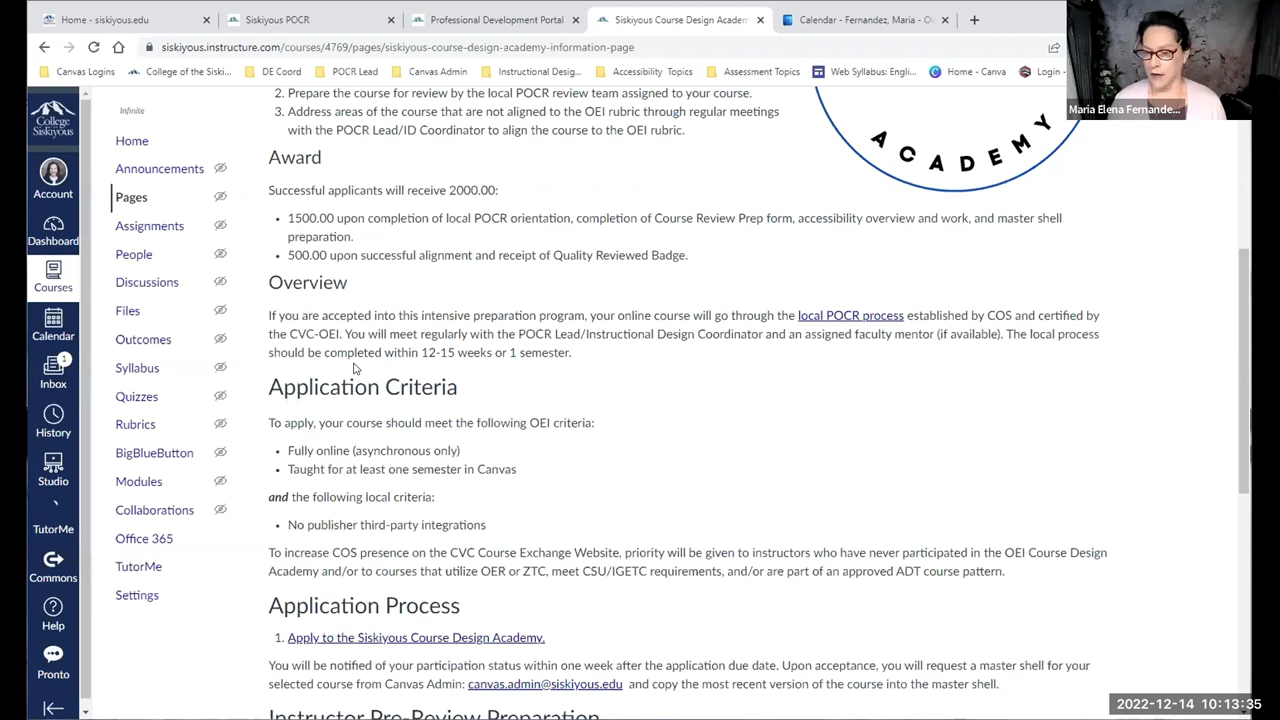 Home - siskiyous.edu
Siskiyous POCR
Professional Development Portal
Siskiyous Course Design Academ
Calendar - Fernandez, Maria - Ou
siskiyous.instructure.com/courses/4769/pages/siskiyous-course-design-academy-information-page
Canvas Logins
College of the Siski...
DE Coord
POCR Lead
Canvas Admin
Instructional Desig...
Accessibility Topics
Assessment Topics
Web Syllabus: Engli...
Home - Canva
Login -
Maria Elena Fernande...
College
Siskiyous
Account
Dashboard
Courses
Calendar
1
Inbox
History
Studio
TutorMe
Commons
Help
Pronto
Infinite
Home
Announcements
Pages
Assignments
People
Discussions
Files
Outcomes
Syllabus
Quizzes
Rubrics
BigBlueButton
Modules
Collaborations
Office 365
TutorMe
Settings
2. Prepare the course for review by the local POCR review team assigned to your course.
3. Address areas of the course that are not aligned to the OEI rubric through regular meetings
with the POCR Lead/ID Coordinator to align the course to the OEI rubric.
ACADEMY
Award
Successful applicants will receive 2000.00:
• 1500.00 upon completion of local POCR orientation, completion of Course Review Prep form, accessibility overview and work, and master shell
preparation.
• 500.00 upon successful alignment and receipt of Quality Reviewed Badge.
Overview
If you are accepted into this intensive preparation program, your online course will go through the local POCR process established by COS and certified by
the CVC-OEI. You will meet regularly with the POCR Lead/Instructional Design Coordinator and an assigned faculty mentor (if available). The local process
should be completed within 12-15 weeks or 1 semester.
Application Criteria
To apply, your course should meet the following OEI criteria:
• Fully online (asynchronous only)
• Taught for at least one semester in Canvas
and the following local criteria:
• No publisher third-party integrations
To increase COS presence on the CVC Course Exchange Website, priority will be given to instructors who have never participated in the OEI Course Design
Academy and/or to courses that utilize OER or ZTC, meet CSU/IGETC requirements, and/or are part of an approved ADT course pattern.
Application Process
1. Apply to the Siskiyous Course Design Academy.
You will be notified of your participation status within one week after the application due date. Upon acceptance, you will request a master shell for your
selected course from Canvas Admin: canvas.admin@siskiyous.edu and copy the most recent version of the course into the master shell.
Instructor Pre-Review Preparation
2022-12-14 10:13:35